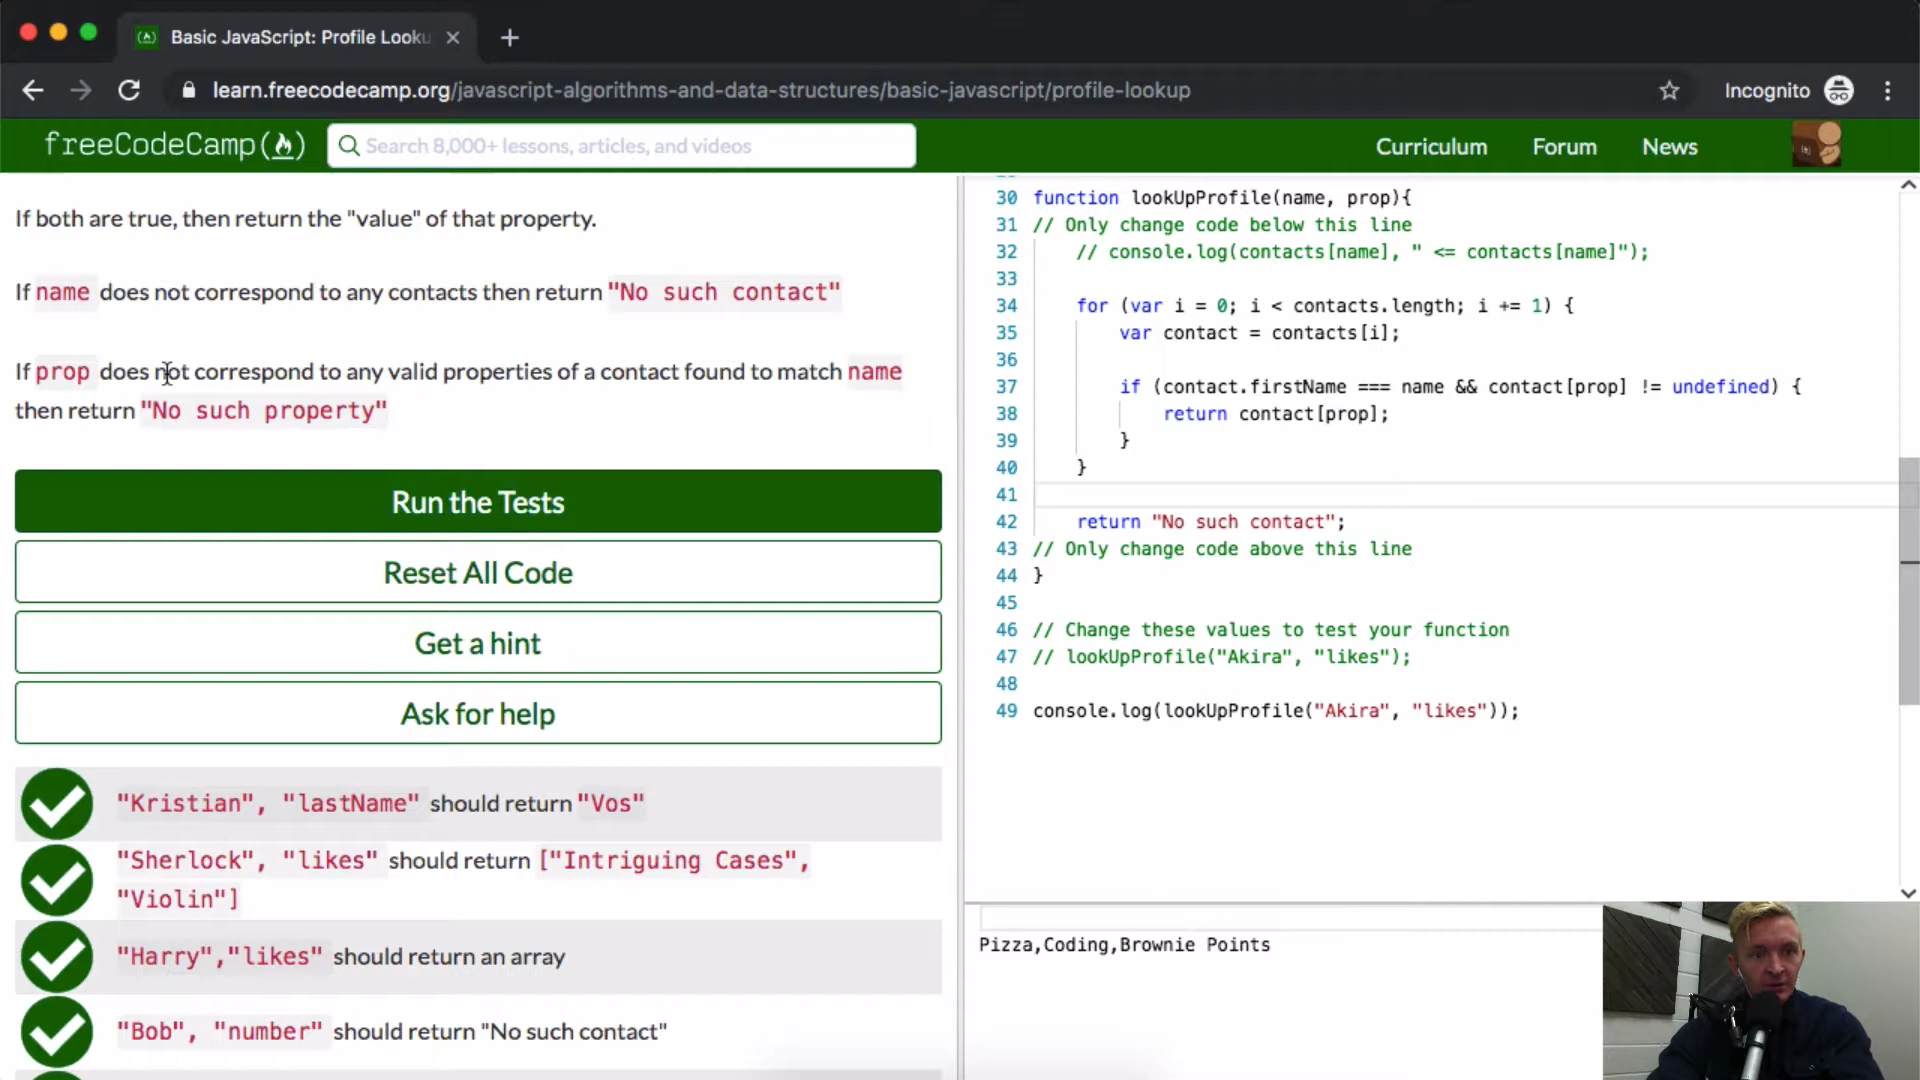 Basic JavaScript: Profile Looku
learn.freecodecamp.org/javascript-algorithms-and-data-structures/basic-javascript/profile-lookup
Incognito
freeCodeCamp
Search 8,000+ lessons, articles, and videos
Curriculum
Forum
News
If both are true, then return the "value" of that property.
If name does not correspond to any contacts then return "No such contact"
If prop does not correspond to any valid properties of a contact found to match name
then return "No such property"
Run the Tests
Reset All Code
Get a hint
Ask for help
"Kristian", "lastName" should return "Vos"
"Sherlock", "likes" should return ["Intriguing Cases",
"Violin"]
"Harry","likes" should return an array
"Bob", "number" should return "No such contact"
30 function lookUpProfile(name, prop){
31 // Only change code below this line
32 // console.log(contacts[name], " <= contacts[name]");
33
34 for (var i = 0; i < contacts.length; i += 1) {
35 var contact = contacts[i];
36
37 if (contact.firstName === name && contact[prop] != undefined) {
38 return contact[prop];
39 }
40 }
41
42 return "No such contact";
43 // Only change code above this line
44 }
45
46 // Change these values to test your function
47 // lookUpProfile("Akira", "likes");
48
49 console.log(lookUpProfile("Akira", "likes"));
Pizza,Coding,Brownie Points